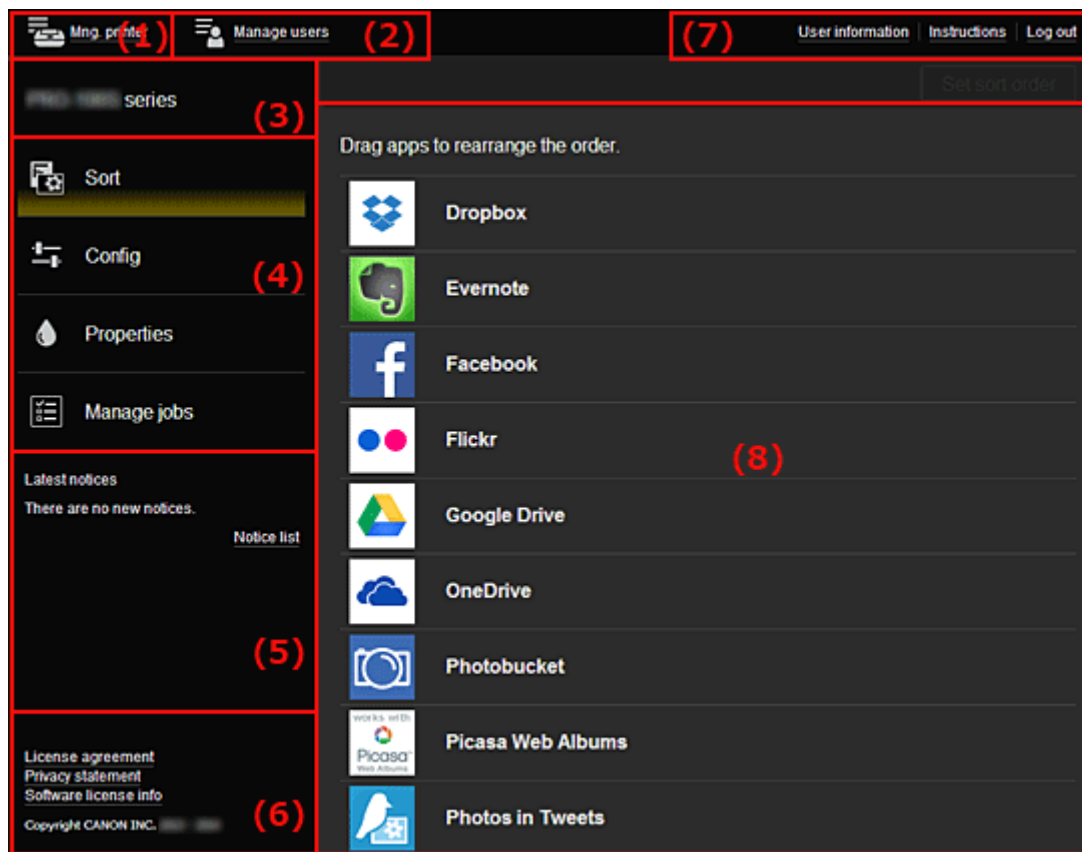 Mng. printer (1)
Manage users (2)
(7) User information Instructions Log out
series (3)
Set sort order
Drag apps to rearrange the order.
Sort
Config (4)
Properties
Manage jobs
Latest notices
There are no new notices.
Notice list
(5)
License agreement
Privacy statement
Software license info
Copyright CANON INC. (6)
Dropbox
Evernote
Facebook
Flickr
(8)
Google Drive
OneDrive
Photobucket
works with
Picasa™
Web Albums
Picasa Web Albums
Photos in Tweets